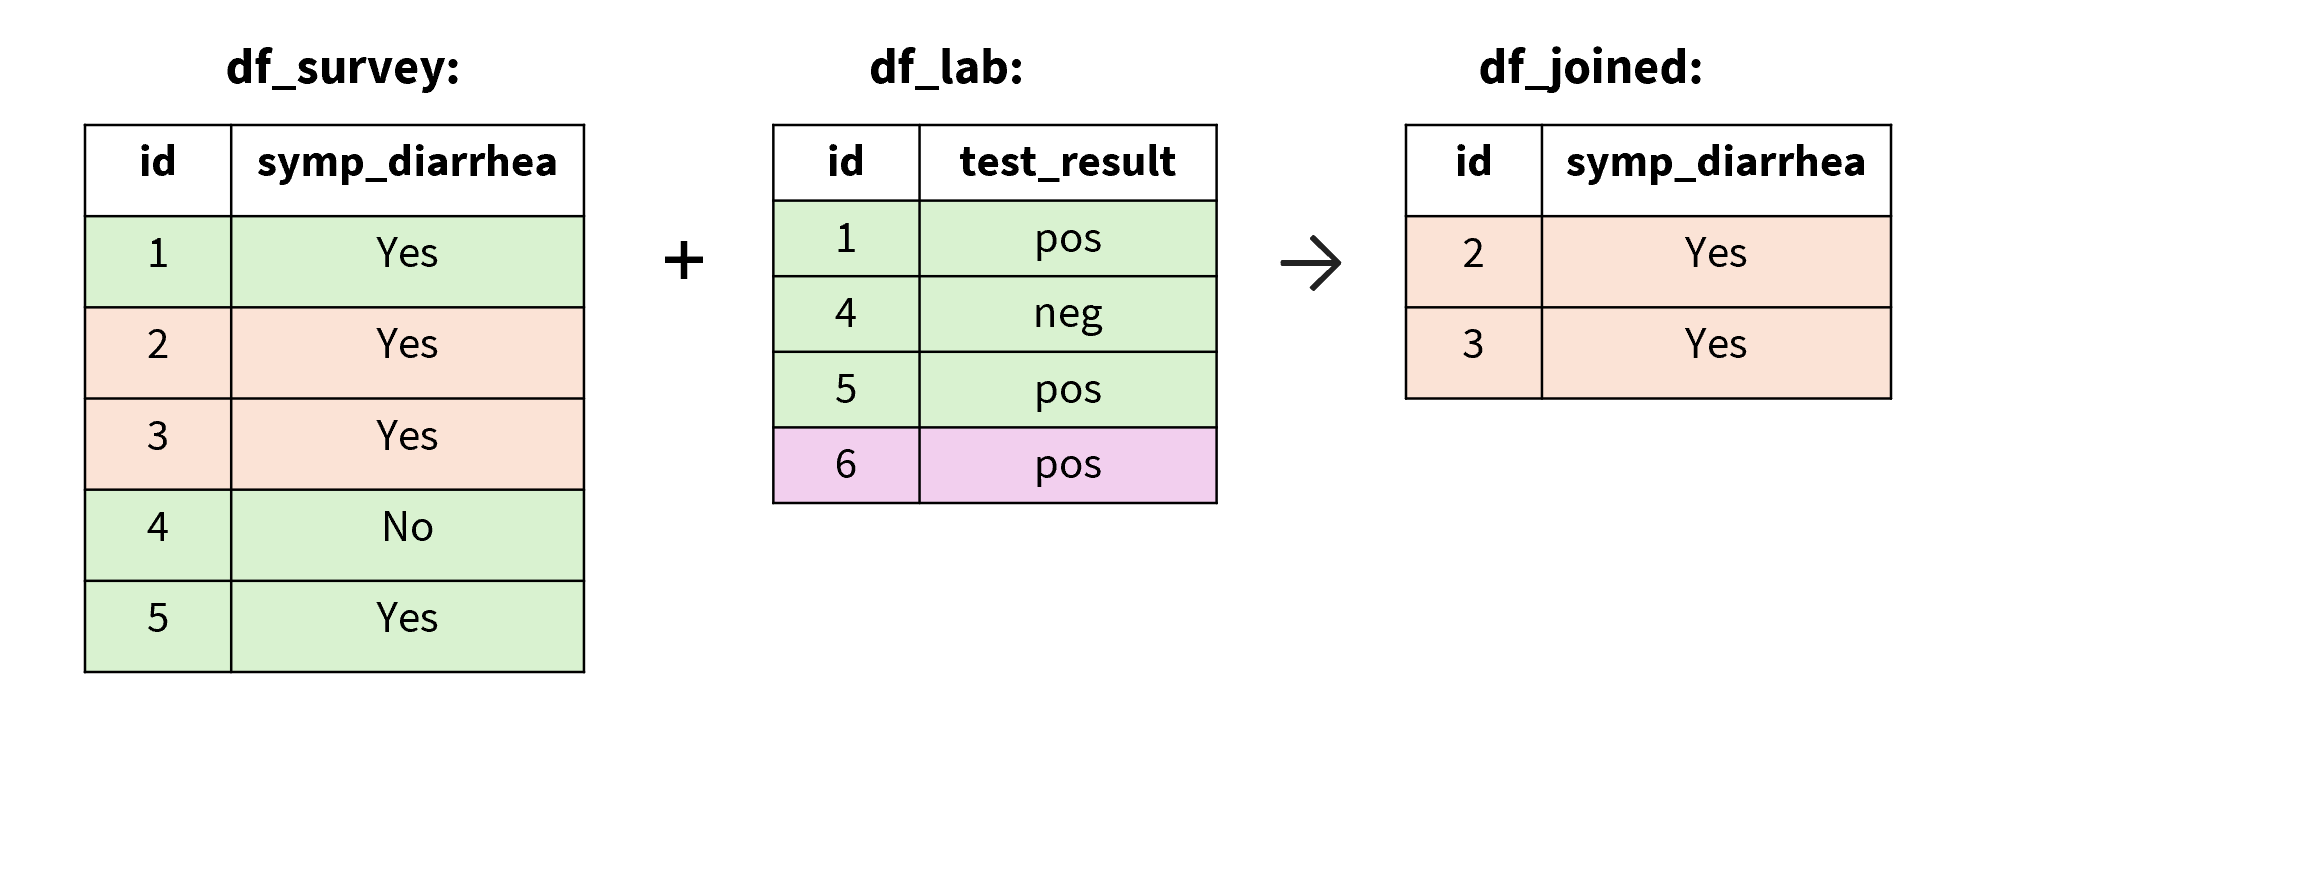 df_survey:
id symp_diarrhea
1 Yes
2 Yes
3 Yes
4 No
5 Yes
+
df_lab:
id test_result
1 pos
4 neg
5 pos
6 pos
→
df_joined:
id symp_diarrhea
2 Yes
3 Yes